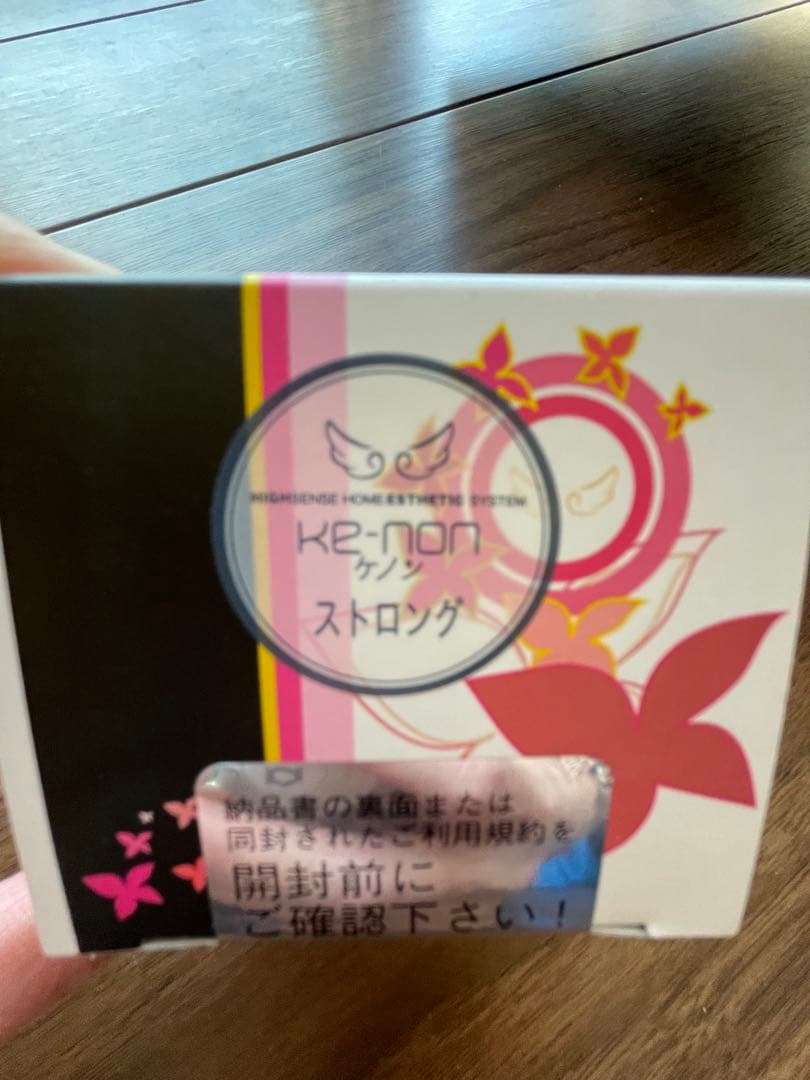 HIGHSENSE HOME ESTHETIC SYSTEM
Ke-non
ケノン
ストロング
納品書の裏面または
同封されたご利用規約を
開封前に
ご確認下さい!